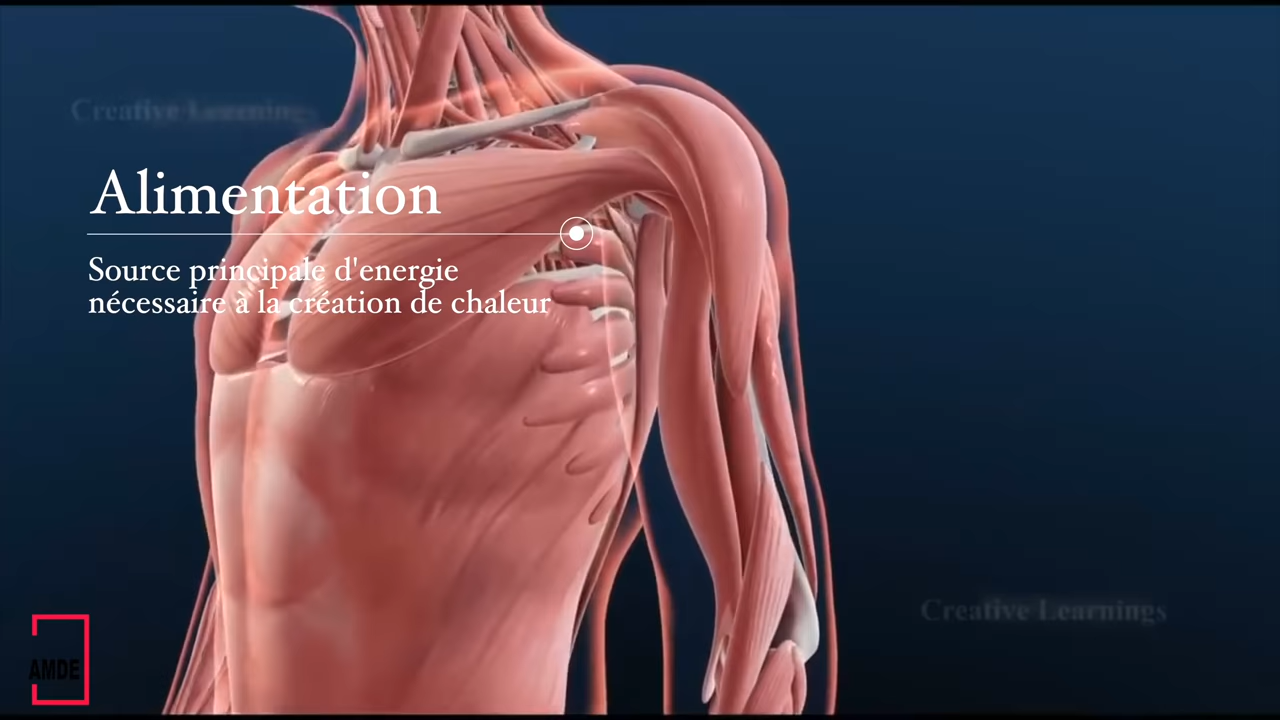 Creative Learnings
Alimentation
Source principale d'energie
nécessaire à la création de chaleur
Creative Learnings
AMDE